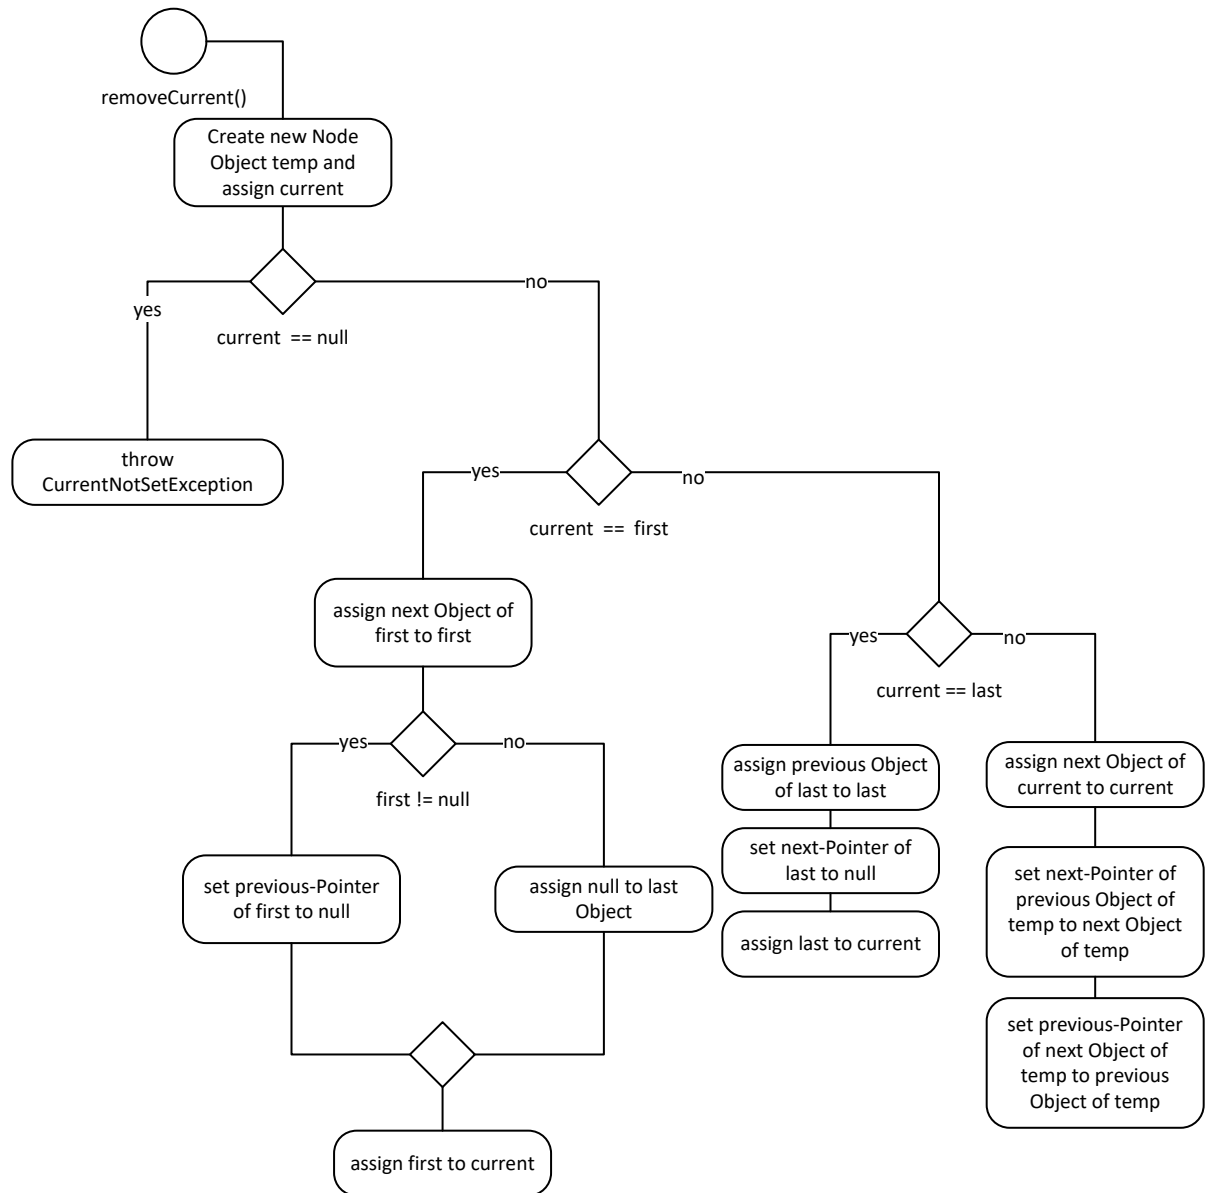 removeCurrent()
Create new Node
Object temp and
assign current
yes
no
current == null
throw
CurrentNotSetException
yes
no
current == first
assign next Object of
first to first
yes
no
current == last
yes
no
first != null
assign previous Object
of last to last
assign next Object of
current to current
set previous-Pointer
of first to null
assign null to last
Object
set next-Pointer of
last to null
set next-Pointer of
previous Object of
temp to next Object
of temp
assign last to current
set previous-Pointer
of next Object of
temp to previous
Object of temp
assign first to current